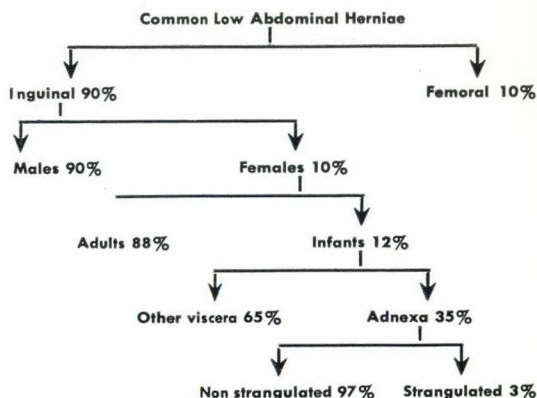 Common Low Abdominal Herniae
Inguinal 90% Femoral 10%
Males 90% Females 10%
Adults 88% Infants 12%
Other viscera 65% Adnexa 35%
Non strangulated 97% Strangulated 3%